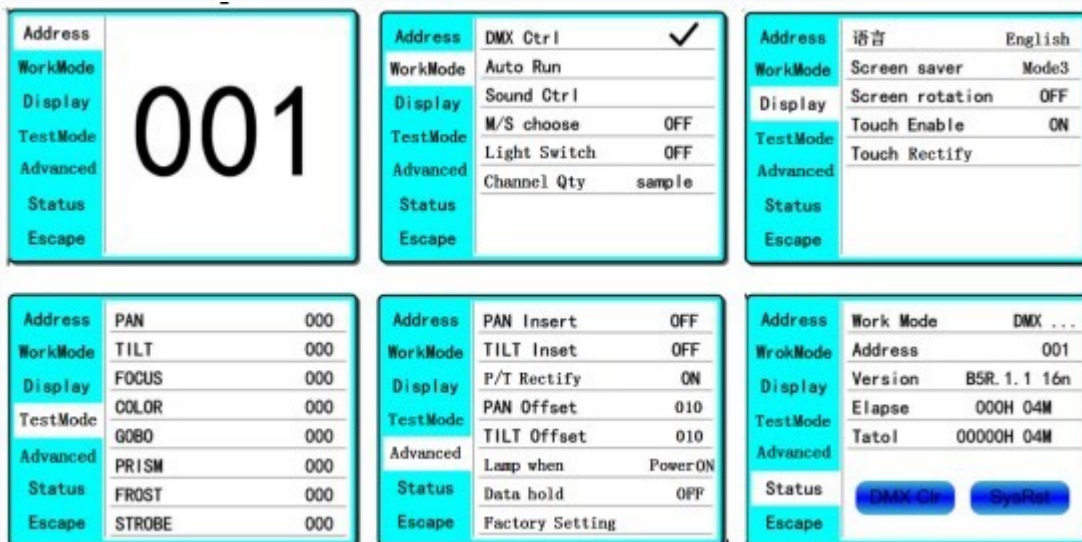 Address
WorkMode
Display
TestMode
Advanced
Status
Escape
001
Address
WorkMode
Display
TestMode
Advanced
Status
Escape
DMX Ctrl ✓
Auto Run
Sound Ctrl
M/S choose OFF
Light Switch OFF
Channel Qty sample
Address
WorkMode
Display
TestMode
Advanced
Status
Escape
语言 English
Screen saver Mode3
Screen rotation OFF
Touch Enable ON
Touch Rectify
Address
WorkMode
Display
TestMode
Advanced
Status
Escape
PAN 000
TILT 000
FOCUS 000
COLOR 000
GOBO 000
PRISM 000
FROST 000
STROBE 000
Address
WorkMode
Display
TestMode
Advanced
Status
Escape
PAN Insert OFF
TILT Inset OFF
P/T Rectify ON
PAN Offset 010
TILT Offset 010
Lamp when PowerON
Data hold OFF
Factory Setting
Address
WrokMode
Display
TestMode
Advanced
Status
Escape
Work Mode DMX ...
Address 001
Version B5R.1.1 16n
Elapse 000H 04M
Tatol 00000H 04M
DMX Clr SysRst